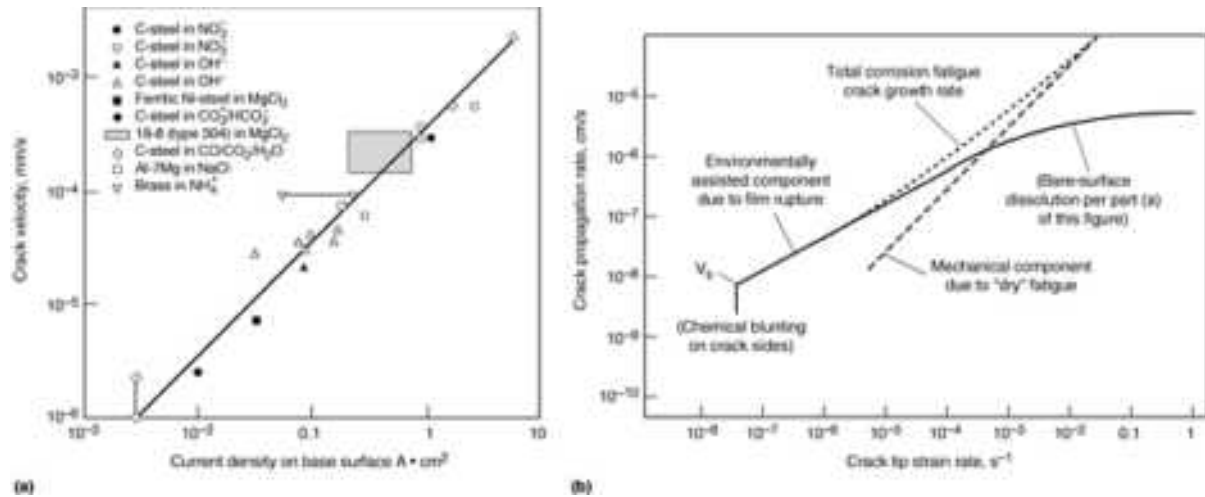 C-steel in NO₃⁻
C-steel in NO₃⁻
C-steel in OH⁻
C-steel in OH⁻
Ferritic Ni-steel in MgCl₂
C-steel in CO₃⁻/HCO₃⁻
18-8 (type 304) in MgCl₂
C-steel in CO/CO₂/H₂O
Al-7Mg in NaCl
Brass in NH₄⁺
Crack velocity, mm/s
10⁻³
10⁻⁴
10⁻⁵
10⁻⁶
10⁻³
10⁻²
0.1
1
10
Current density on base surface A • cm²
(a)
Total corrosion fatigue
crack growth rate
Environmentally
assisted component
due to film rupture
(Bare-surface
dissolution per part (a)
of this figure)
Mechanical component
due to "dry" fatigue
(Chemical blunting
on crack sides)
Crack propagation rate, cm/s
10⁻⁶
10⁻⁷
10⁻⁸
10⁻⁹
10⁻¹⁰
10⁻⁸
10⁻⁷
10⁻⁶
10⁻⁵
10⁻⁴
10⁻³
10⁻²
0.1
1
Crack tip strain rate, s⁻¹
(b)